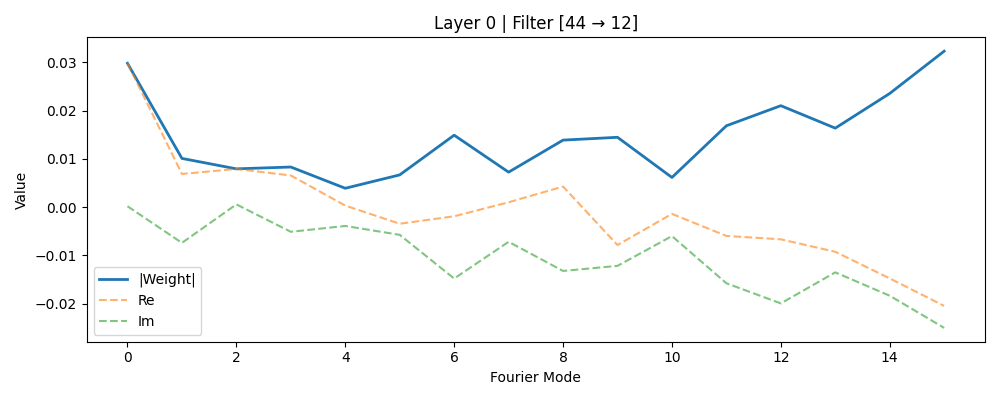 Layer 0 | Filter [44 → 12]
Value
0.03
0.02
0.01
0.00
−0.01
−0.02
|Weight|
Re
Im
0 2 4 6 8 10 12 14
Fourier Mode